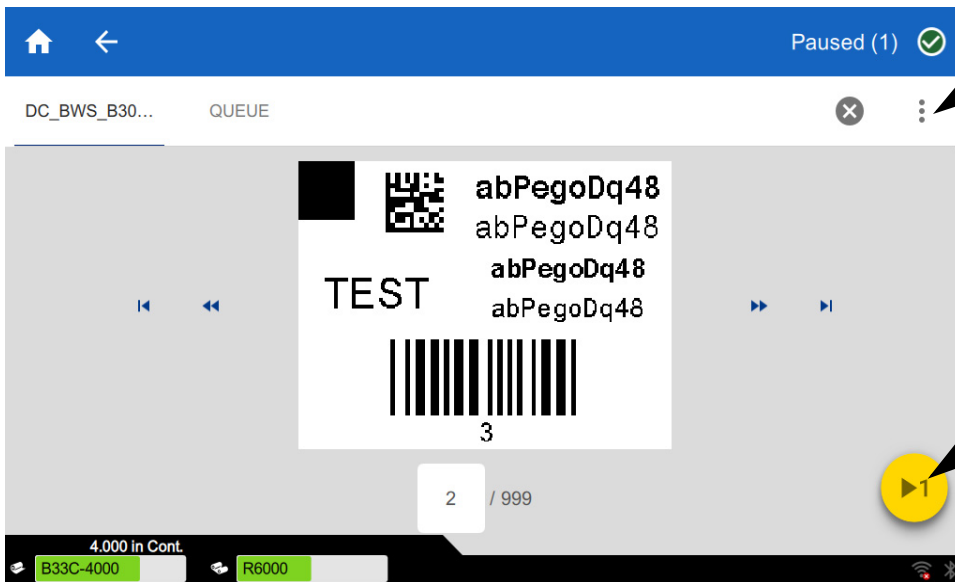 Paused (1)
DC_BWS_B30... QUEUE
abPegoDq48
abPegoDq48
abPegoDq48
TEST
abPegoDq48
3
2 / 999
1
4.000 in Cont.
B33C-4000 R6000